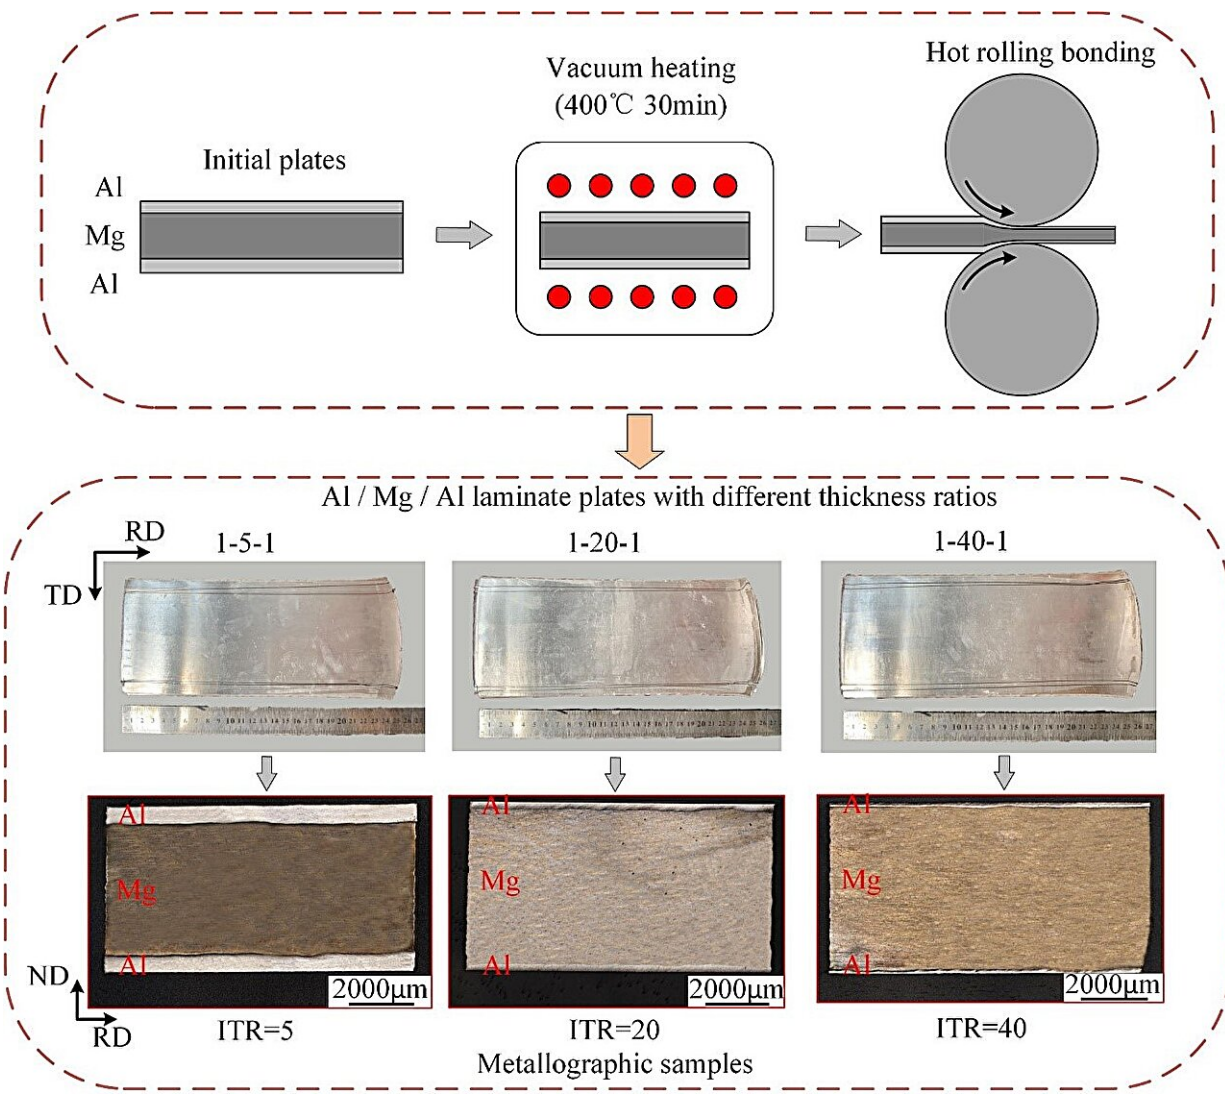 Hot rolling bonding
Vacuum heating
(400℃ 30min)
Initial plates
Al
Mg
Al
Al / Mg / Al laminate plates with different thickness ratios
RD
TD
1-5-1
1-20-1
1-40-1
Al
Mg
Al
2000μm
Al
Mg
Al
2000μm
Al
Mg
Al
2000μm
ND
RD
ITR=5
ITR=20
ITR=40
Metallographic samples